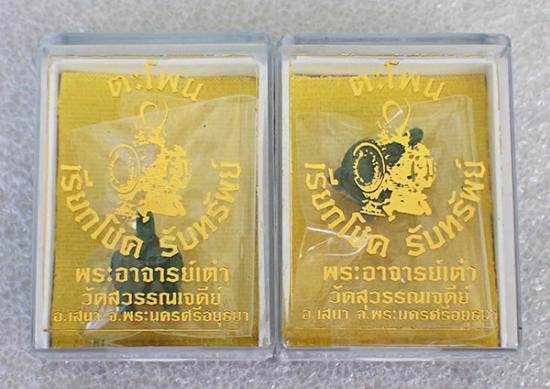 ตะโพน
เรียกโชค รับทรัพย์
พระอาจารย์เต๋า
วัดสุวรรณเจดีย์
อ.เสนา จ.พระนครศรีอยุธยา
ตะโพน
เรียกโชค รับทรัพย์
พระอาจารย์เต๋า
วัดสุวรรณเจดีย์
อ.เสนา จ.พระนครศรีอยุธยา